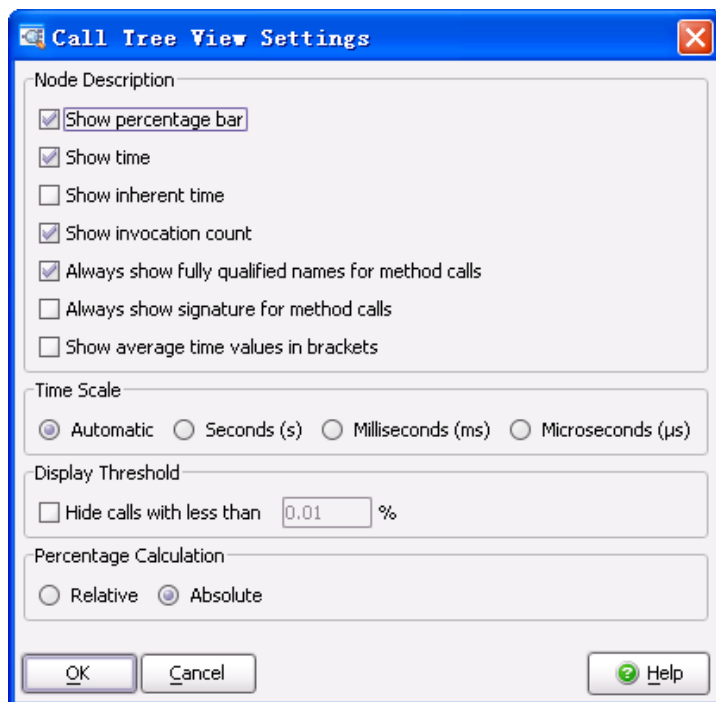 Call Tree View Settings
Node Description
Show percentage bar
Show time
Show inherent time
Show invocation count
Always show fully qualified names for method calls
Always show signature for method calls
Show average time values in brackets
Time Scale
Automatic Seconds (s) Milliseconds (ms) Microseconds (µs)
Display Threshold
Hide calls with less than 0.01 %
Percentage Calculation
Relative Absolute
OK Cancel Help